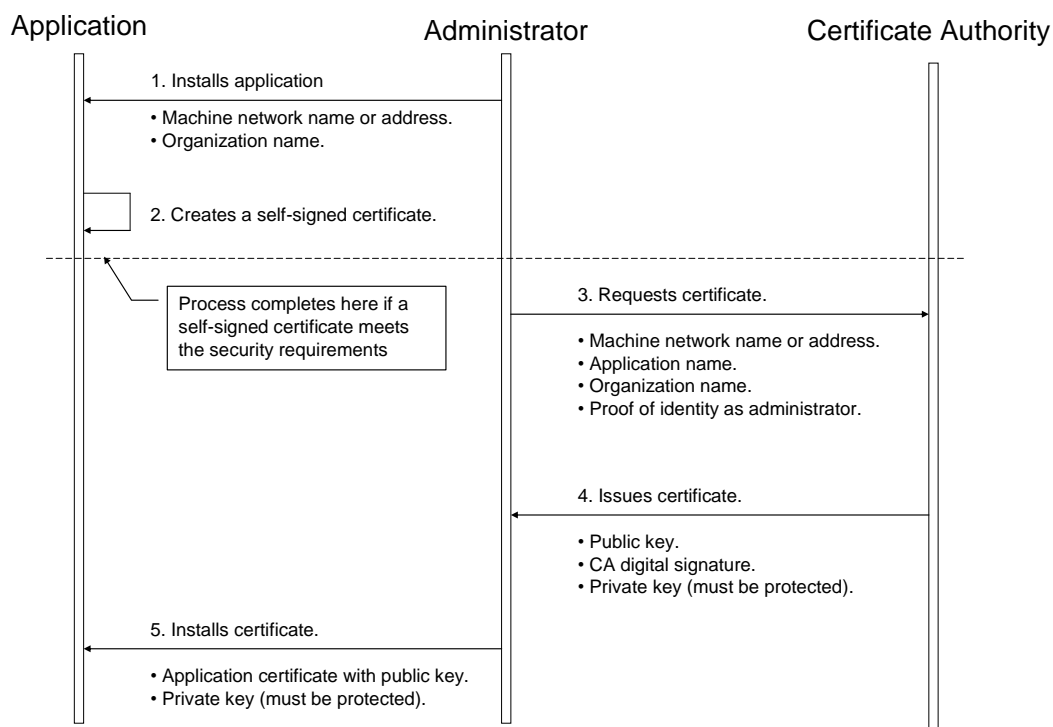 Application
Administrator
Certificate Authority
1. Installs application
• Machine network name or address.
• Organization name.
2. Creates a self-signed certificate.
Process completes here if a
self-signed certificate meets
the security requirements
3. Requests certificate.
• Machine network name or address.
• Application name.
• Organization name.
• Proof of identity as administrator.
4. Issues certificate.
• Public key.
• CA digital signature.
• Private key (must be protected).
5. Installs certificate.
• Application certificate with public key.
• Private key (must be protected).